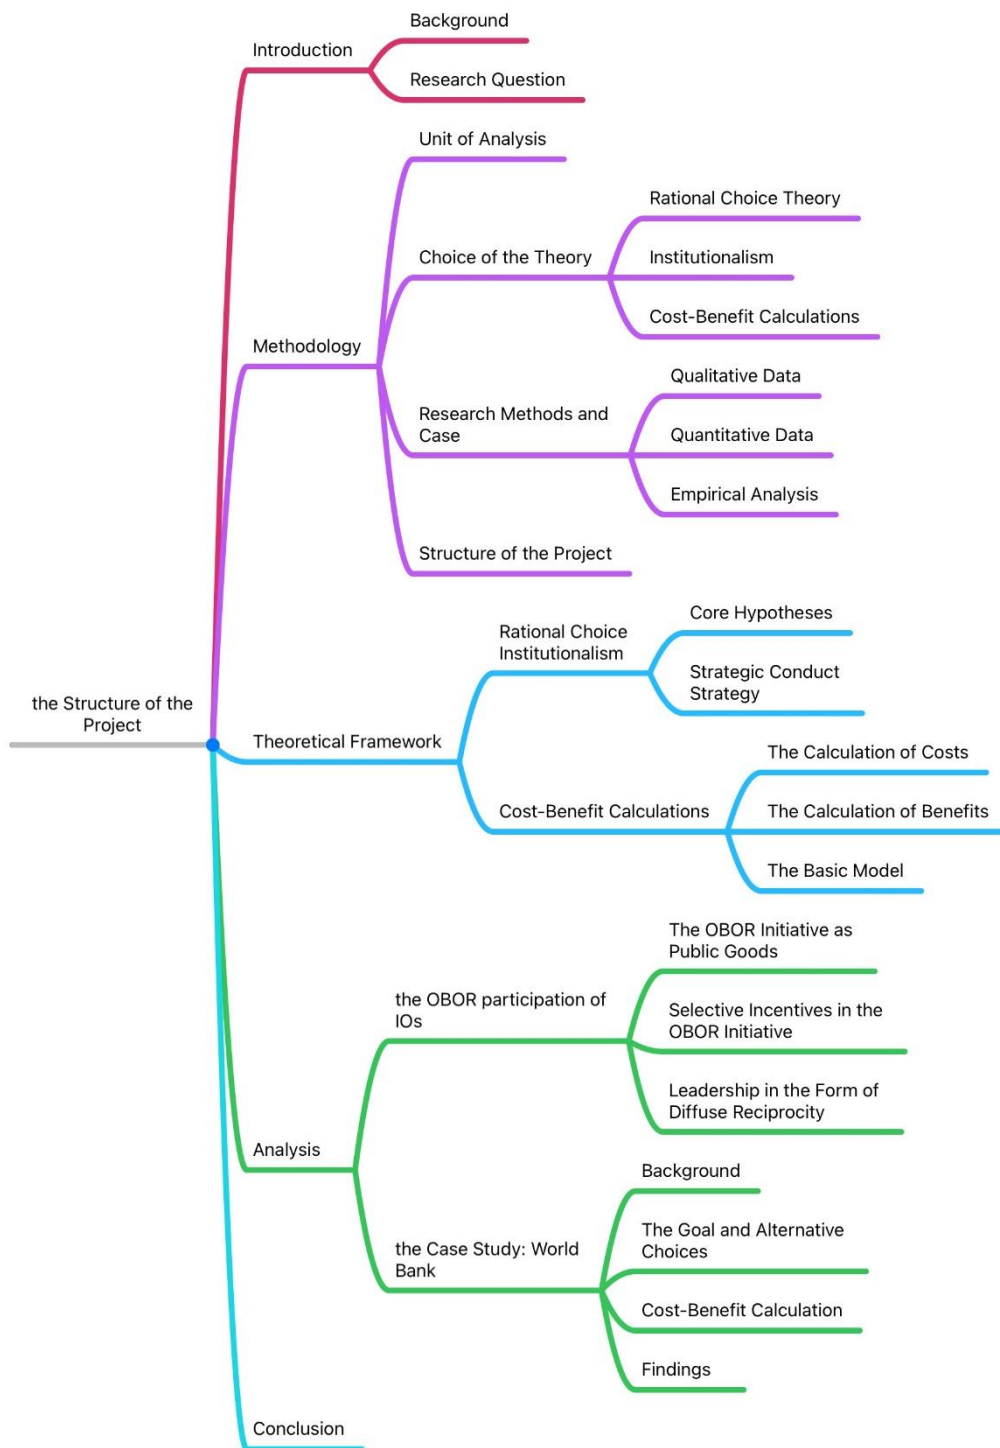 the Structure of the
Project
Introduction
Background
Research Question
Methodology
Unit of Analysis
Choice of the Theory
Rational Choice Theory
Institutionalism
Cost-Benefit Calculations
Research Methods and
Case
Qualitative Data
Quantitative Data
Empirical Analysis
Structure of the Project
Theoretical Framework
Rational Choice
Institutionalism
Core Hypotheses
Strategic Conduct
Strategy
Cost-Benefit Calculations
The Calculation of Costs
The Calculation of Benefits
The Basic Model
Analysis
the OBOR participation of
IOs
The OBOR Initiative as
Public Goods
Selective Incentives in the
OBOR Initiative
Leadership in the Form of
Diffuse Reciprocity
the Case Study: World
Bank
Background
The Goal and Alternative
Choices
Cost-Benefit Calculation
Findings
Conclusion